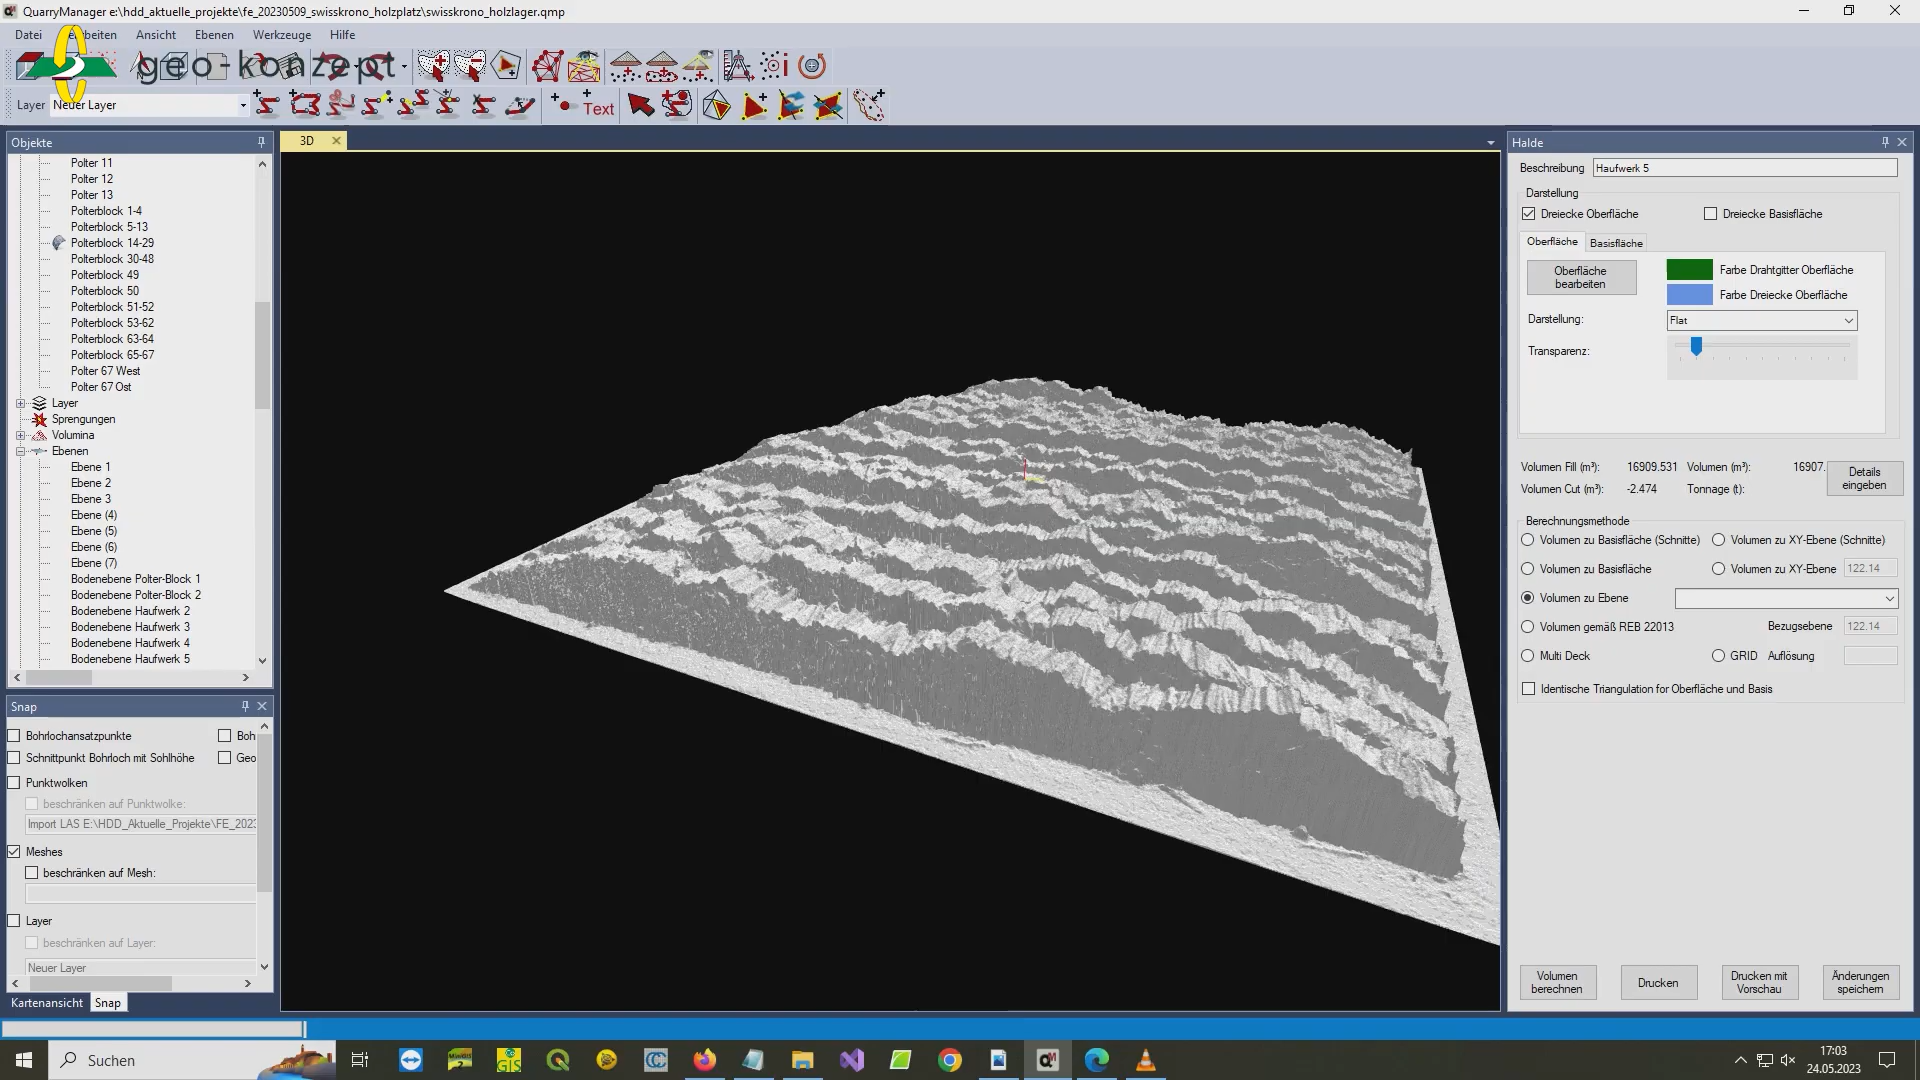 QuarryManager e:\hdd_aktuelle_projekte\fe_20230509_swisskrono_holzplatz\swisskrono_holzlager.qmp
Datei
Ansicht
Ebenen
Werkzeuge
Hilfe
geo-konzept
Layer
Neuer Layer
Text
Objekte
Polter 11
Polter 12
Polter 13
Polterblock 1-4
Polterblock 5-13
Polterblock 14-29
Polterblock 30-48
Polterblock 49
Polterblock 50
Polterblock 51-52
Polterblock 53-62
Polterblock 63-64
Polterblock 65-67
Polter 67 West
Polter 67 Ost
Layer
Sprengungen
Volumina
Ebenen
Ebene 1
Ebene 2
Ebene 3
Ebene (4)
Ebene (5)
Ebene (6)
Ebene (7)
Bodenebene Polter-Block 1
Bodenebene Polter-Block 2
Bodenebene Haufwerk 2
Bodenebene Haufwerk 3
Bodenebene Haufwerk 4
Bodenebene Haufwerk 5
Snap
Bohrlochansatzpunkte
Boh
Schnittpunkt Bohrloch mit Sohlhöhe
Geo
Punktwolken
beschränken auf Punktwolke:
Import LAS E:\HDD_Aktuelle_Projekte\FE_2023
Meshes
beschränken auf Mesh:
Layer
beschränken auf Layer:
Neuer Layer
Kartenansicht
Snap
3D
Halde
Beschreibung
Haufwerk 5
Darstellung
Dreiecke Oberfläche
Dreiecke Basisfläche
Oberfläche
Basisfläche
Oberfläche
bearbeiten
Farbe Drahtgitter Oberfläche
Farbe Dreiecke Oberfläche
Darstellung:
Flat
Transparenz:
Volumen Fill (m³): 16909.531 Volumen (m³): 16907.
Volumen Cut (m³): -2.474 Tonnage (t):
Details
eingeben
Berechnungsmethode
Volumen zu Basisfläche (Schnitte)
Volumen zu XY-Ebene (Schnitte)
Volumen zu Basisfläche
Volumen zu XY-Ebene 122.14
Volumen zu Ebene
Volumen gemäß REB 22013
Bezugsebene 122.14
Multi Deck
GRID Auflösung
Identische Triangulation for Oberfläche und Basis
Volumen
berechnen
Drucken
Drucken mit
Vorschau
Änderungen
speichern
Suchen
17:03
24.05.2023